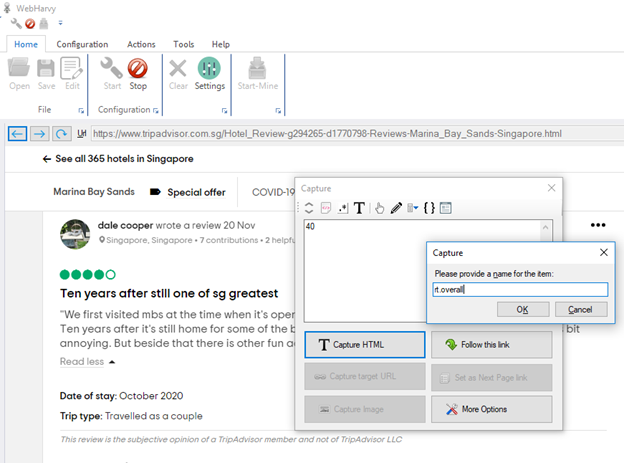 WebHarvy
Home Configuration Actions Tools Help
Open Save Edit Start Stop Clear Settings Start-Mine
File Configuration
Url https://www.tripadvisor.com.sg/Hotel_Review-g294265-d1770798-Reviews-Marina_Bay_Sands-Singapore.html
← See all 365 hotels in Singapore
Marina Bay Sands Special offer COVID-19
Capture
T { }
40
dale cooper wrote a review 20 Nov
Singapore, Singapore • 7 contributions • 2 helpfu
Capture
Please provide a name for the item:
rt.overall
OK Cancel
Ten years after stIll one of sg greatest
"We first visited mbs at the time when it's oper
Ten years after it's still home for some of the b
bit
annoying. But beside that there is other fun ac
Read less
T Capture HTML Follow this link
Capture target URL Set as Next Page link
Capture Image More Options
Date of stay: October 2020
Trip type: Travelled as a couple
This review is the subjective opinion of a TripAdvisor member and not of TripAdvisor LLC